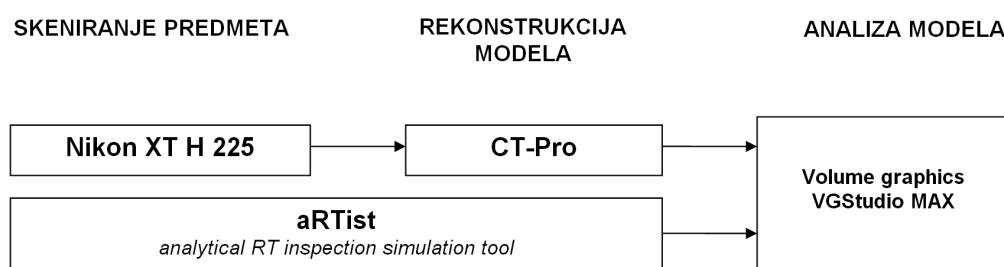 SKENIRANJE PREDMETA
REKONSTRUKCIJA
MODELA
ANALIZA MODELA
Nikon XT H 225
CT-Pro
Volume graphics
VGStudio MAX
aRTist
analytical RT inspection simulation tool